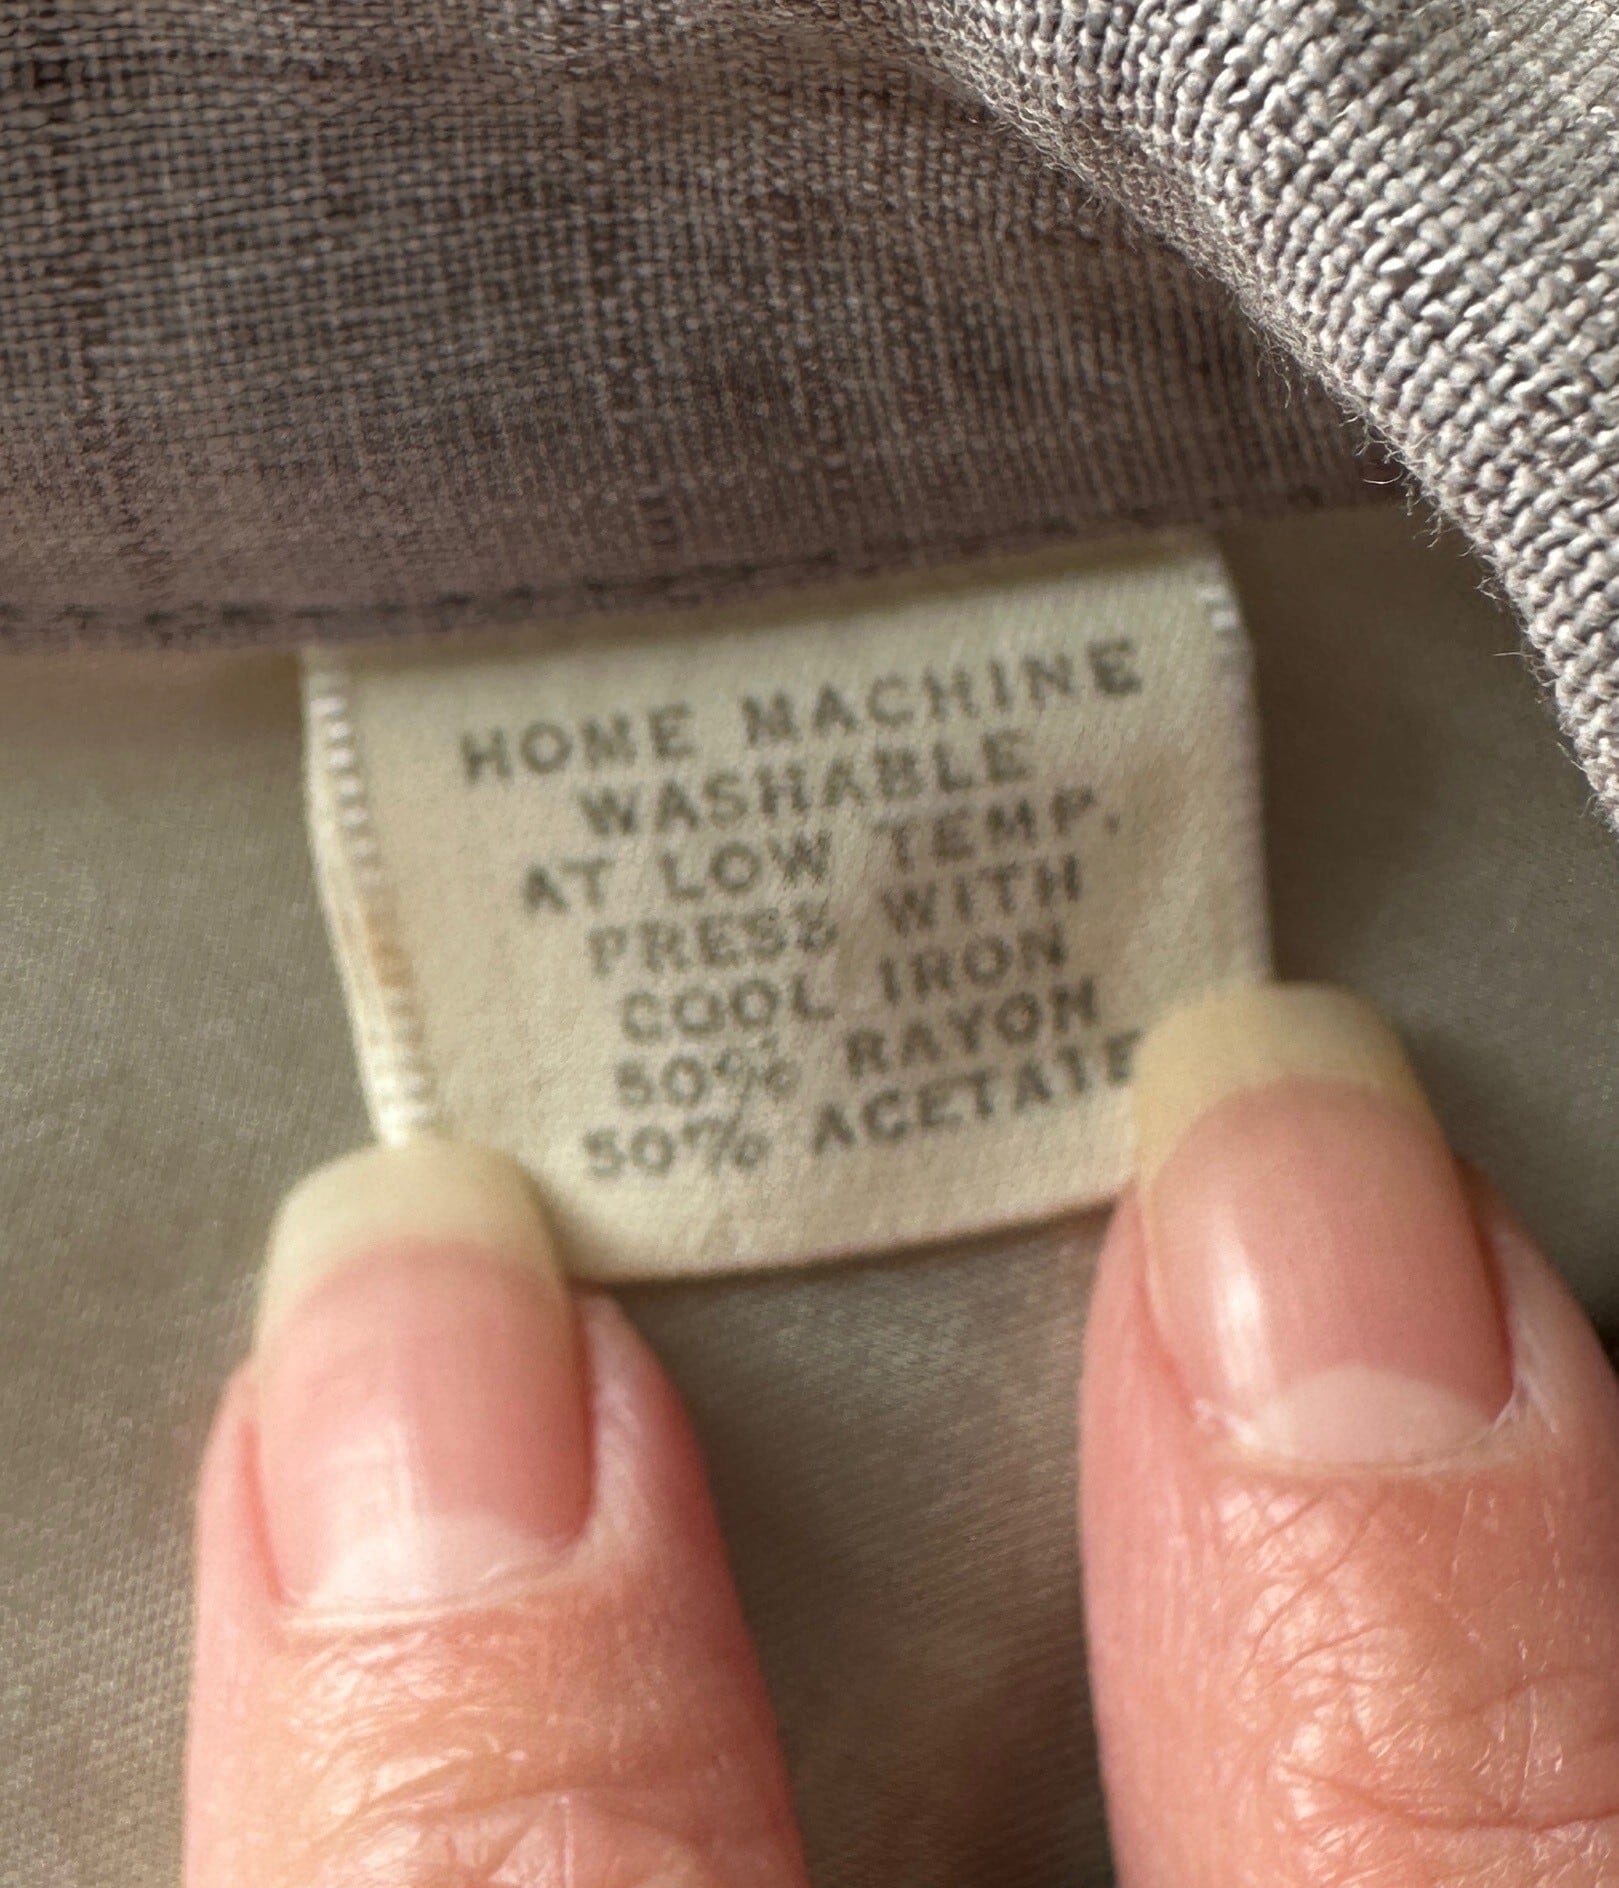 HOME MACHINE
WASHABLE
AT LOW TEMP.
PRESS WITH
COOL IRON
50% RAYON
50% ACETATE